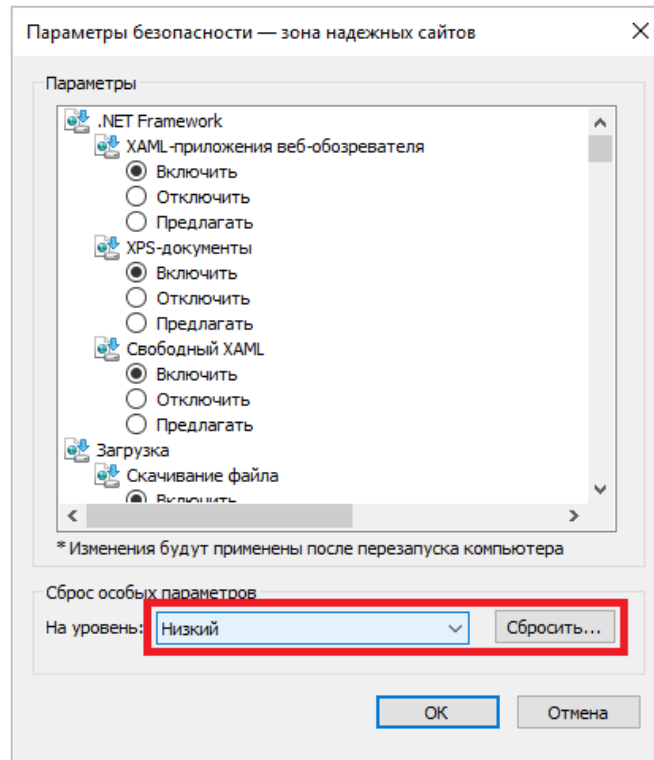 Параметры безопасности — зона надежных сайтов
Параметры
.NET Framework
XAML-приложения веб-обозревателя
Включить
Отключить
Предлагать
XPS-документы
Включить
Отключить
Предлагать
Свободный XAML
Включить
Отключить
Предлагать
Загрузка
Скачивание файла
Включить
* Изменения будут применены после перезапуска компьютера
Сброс особых параметров
На уровень: Низкий Сбросить...
ОК Отмена